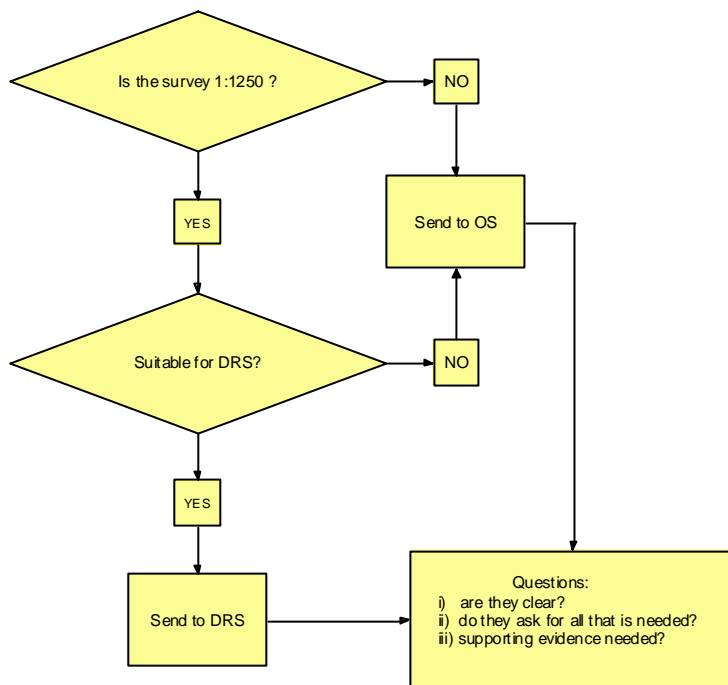 Is the survey 1:1250 ?
NO
YES
Send to OS
Suitable for DRS?
NO
YES
Send to DRS
Questions:
i) are they clear?
ii) do they ask for all that is needed?
iii) supporting evidence needed?